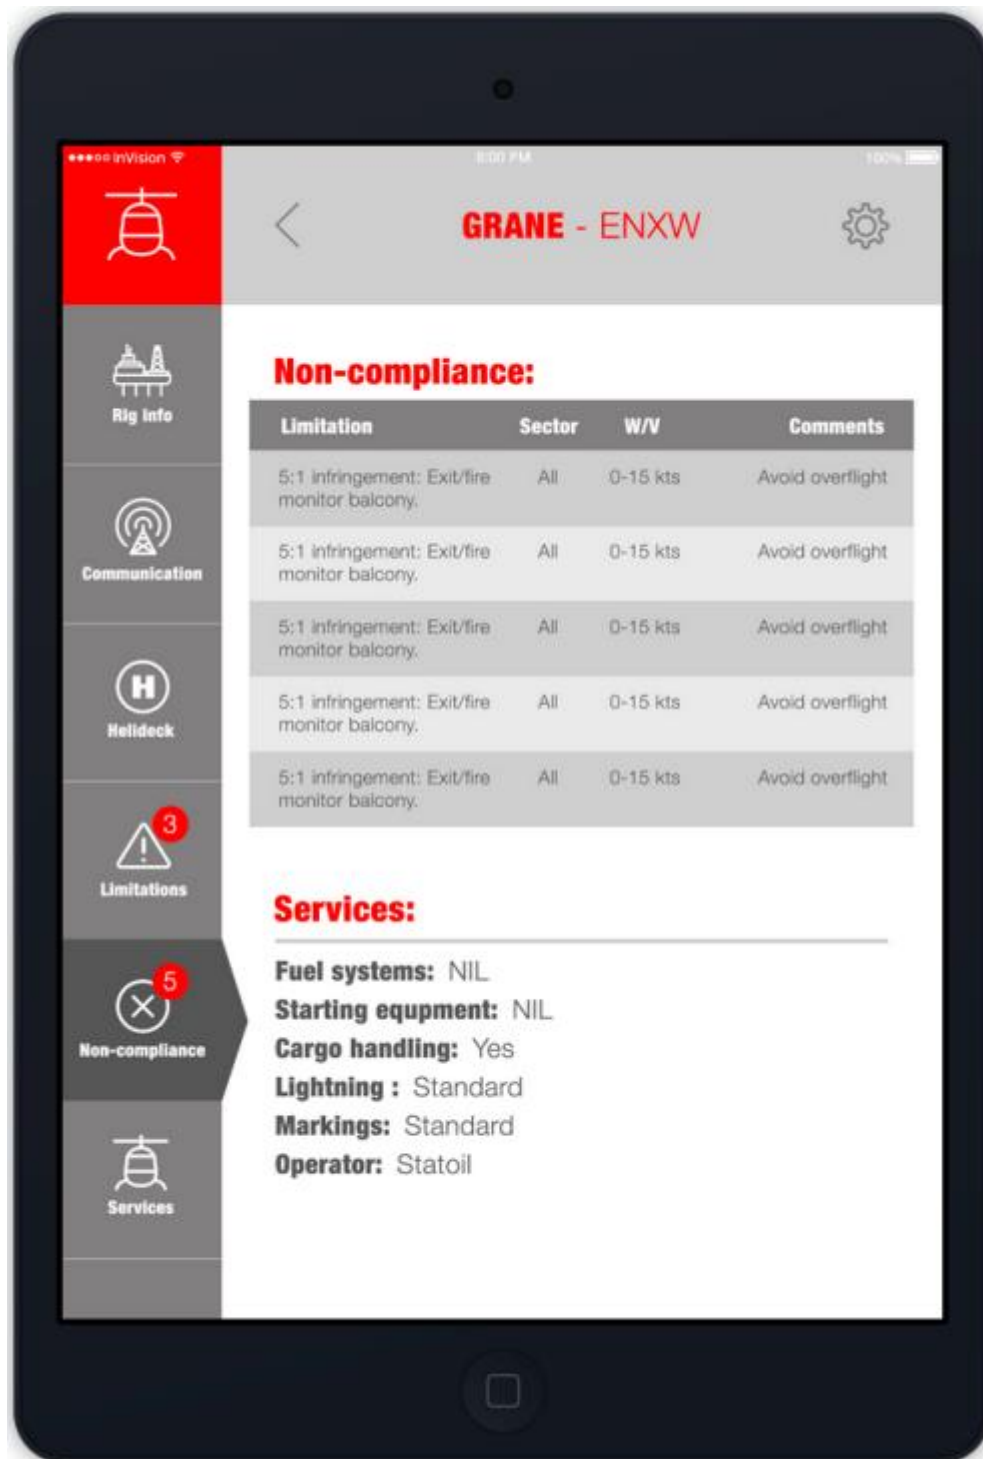 InVision
8:00 PM
100%
GRANE - ENXW
Rig Info
Communication
H
Helideck
3
Limitations
5
Non-compliance
Services
Non-compliance:
Limitation Sector W/V Comments
5:1 infringement: Exit/fire All 0-15 kts Avoid overflight
monitor balcony.
5:1 infringement: Exit/fire All 0-15 kts Avoid overflight
monitor balcony.
5:1 infringement: Exit/fire All 0-15 kts Avoid overflight
monitor balcony.
5:1 infringement: Exit/fire All 0-15 kts Avoid overflight
monitor balcony.
5:1 infringement: Exit/fire All 0-15 kts Avoid overflight
monitor balcony.
Services:
Fuel systems: NIL
Starting equpment: NIL
Cargo handling: Yes
Lightning : Standard
Markings: Standard
Operator: Statoil